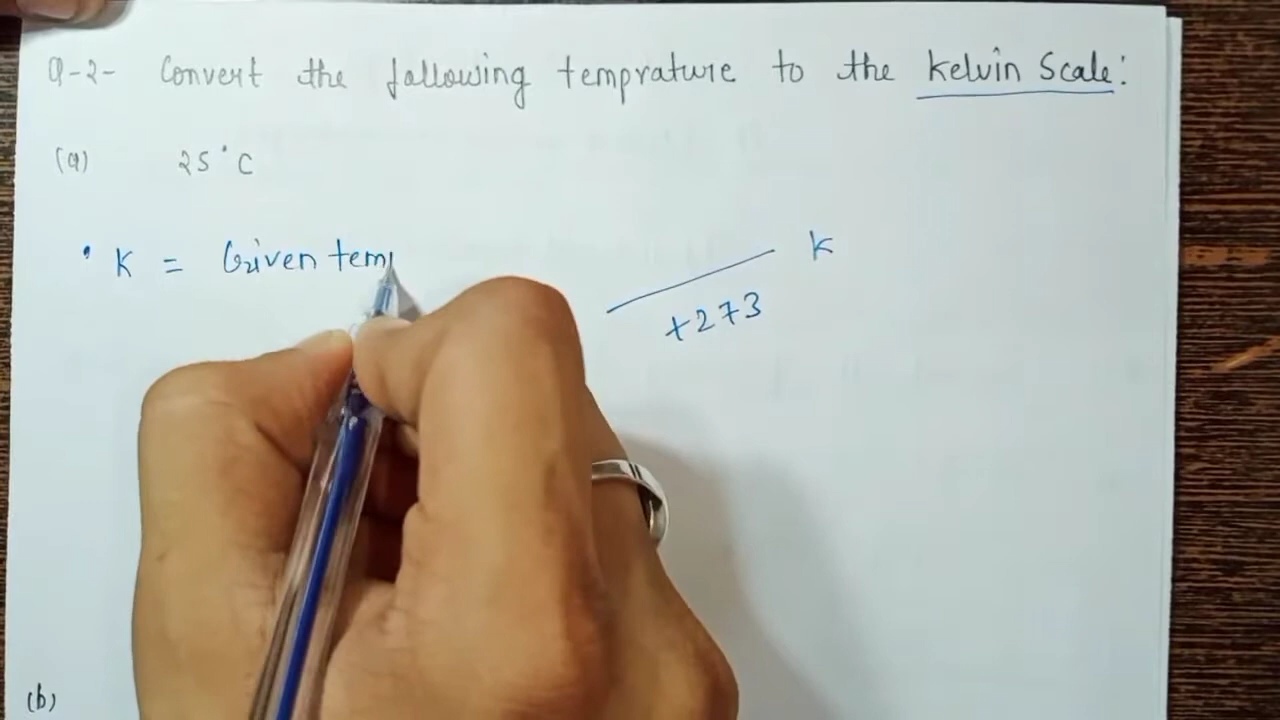 Q-2- Convert the following temprature to the Kelvin Scale:
(a) 25°C
• K = Given tem
K
+273
(b)